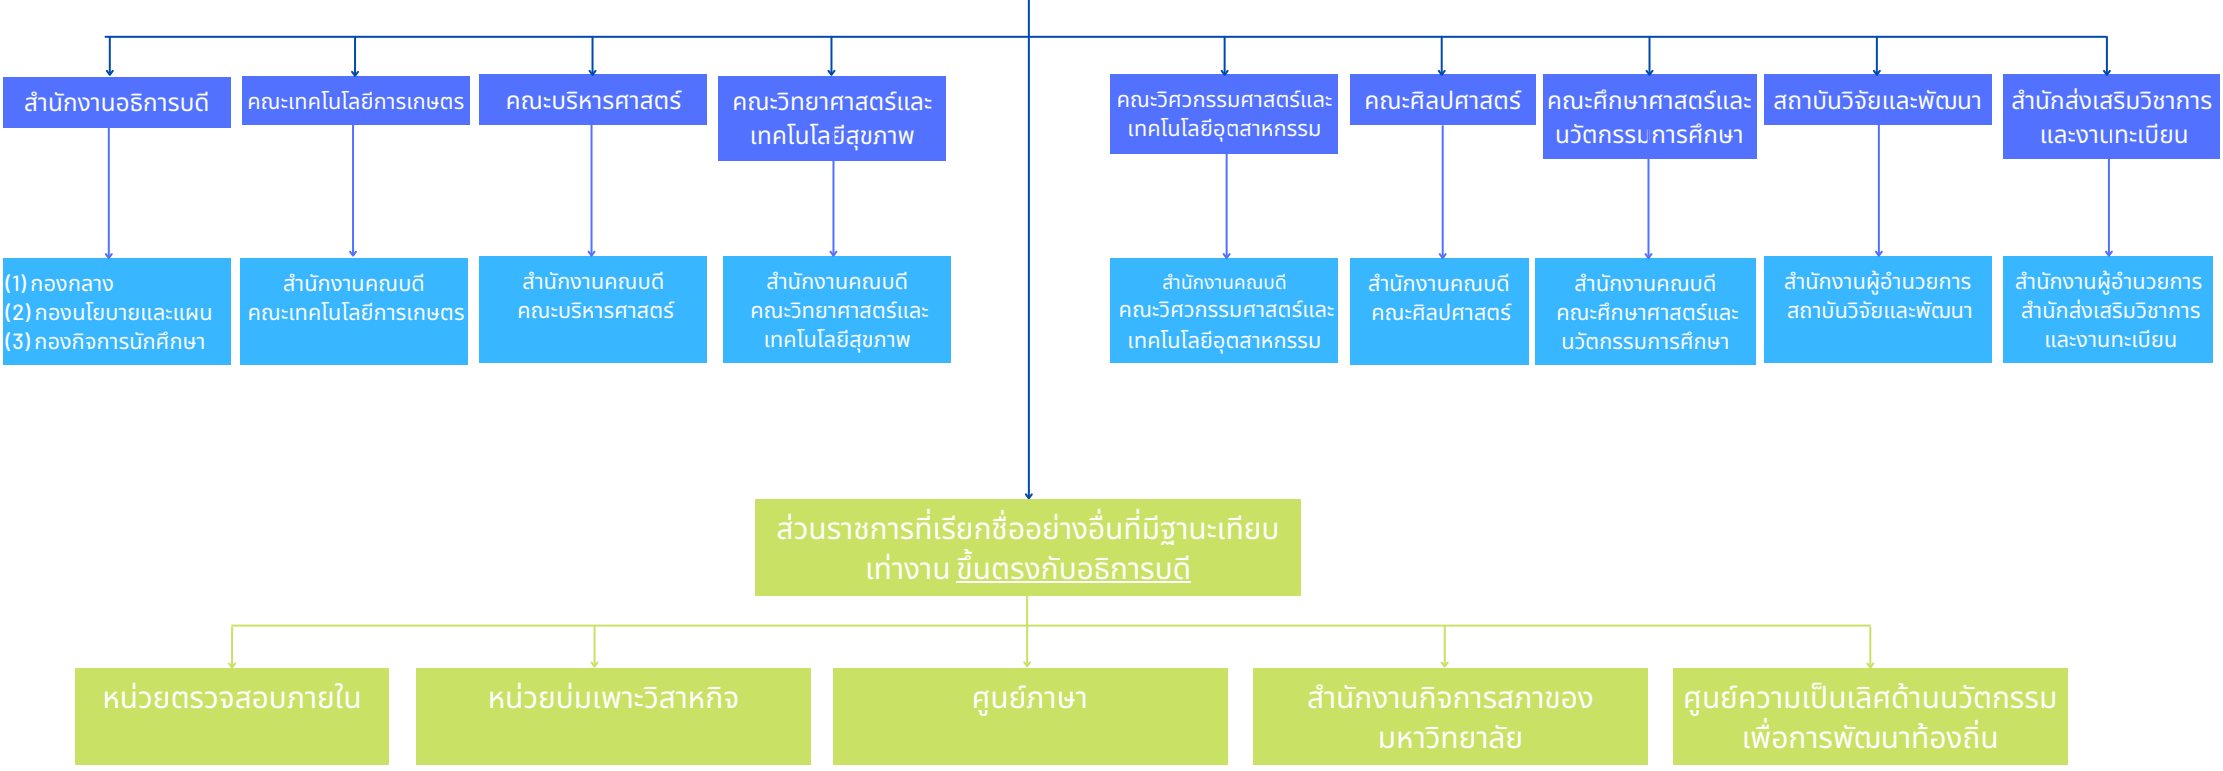 สำนักงานอธิการบดี
คณะเทคโนโลยีการเกษตร
คณะบริหารศาสตร์
คณะวิทยาศาสตร์และ
เทคโนโลยีสุขภาพ
คณะวิศวกรรมศาสตร์และ
เทคโนโลยีอุตสาหกรรม
คณะศิลปศาสตร์
คณะศึกษาศาสตร์และ
นวัตกรรมการศึกษา
สถาบันวิจัยและพัฒนา
สำนักส่งเสริมวิชาการ
และงานทะเบียน
(1) กองกลาง
(2) กองนโยบายและแผน
(3) กองกิจการนักศึกษา
สำนักงานคณบดี
คณะเทคโนโลยีการเกษตร
สำนักงานคณบดี
คณะบริหารศาสตร์
สำนักงานคณบดี
คณะวิทยาศาสตร์และ
เทคโนโลยีสุขภาพ
สำนักงานคณบดี
คณะวิศวกรรมศาสตร์และ
เทคโนโลยีอุตสาหกรรม
สำนักงานคณบดี
คณะศิลปศาสตร์
สำนักงานคณบดี
คณะศึกษาศาสตร์และ
นวัตกรรมการศึกษา
สำนักงานผู้อำนวยการ
สถาบันวิจัยและพัฒนา
สำนักงานผู้อำนวยการ
สำนักส่งเสริมวิชาการ
และงานทะเบียน
ส่วนราชการที่เรียกชื่ออย่างอื่นที่มีฐานะเทียบ
เท่างาน ขึ้นตรงกับอธิการบดี
หน่วยตรวจสอบภายใน
หน่วยบ่มเพาะวิสาหกิจ
ศูนย์ภาษา
สำนักงานกิจการสภาของ
มหาวิทยาลัย
ศูนย์ความเป็นเลิศด้านนวัตกรรม
เพื่อการพัฒนาท้องถิ่น